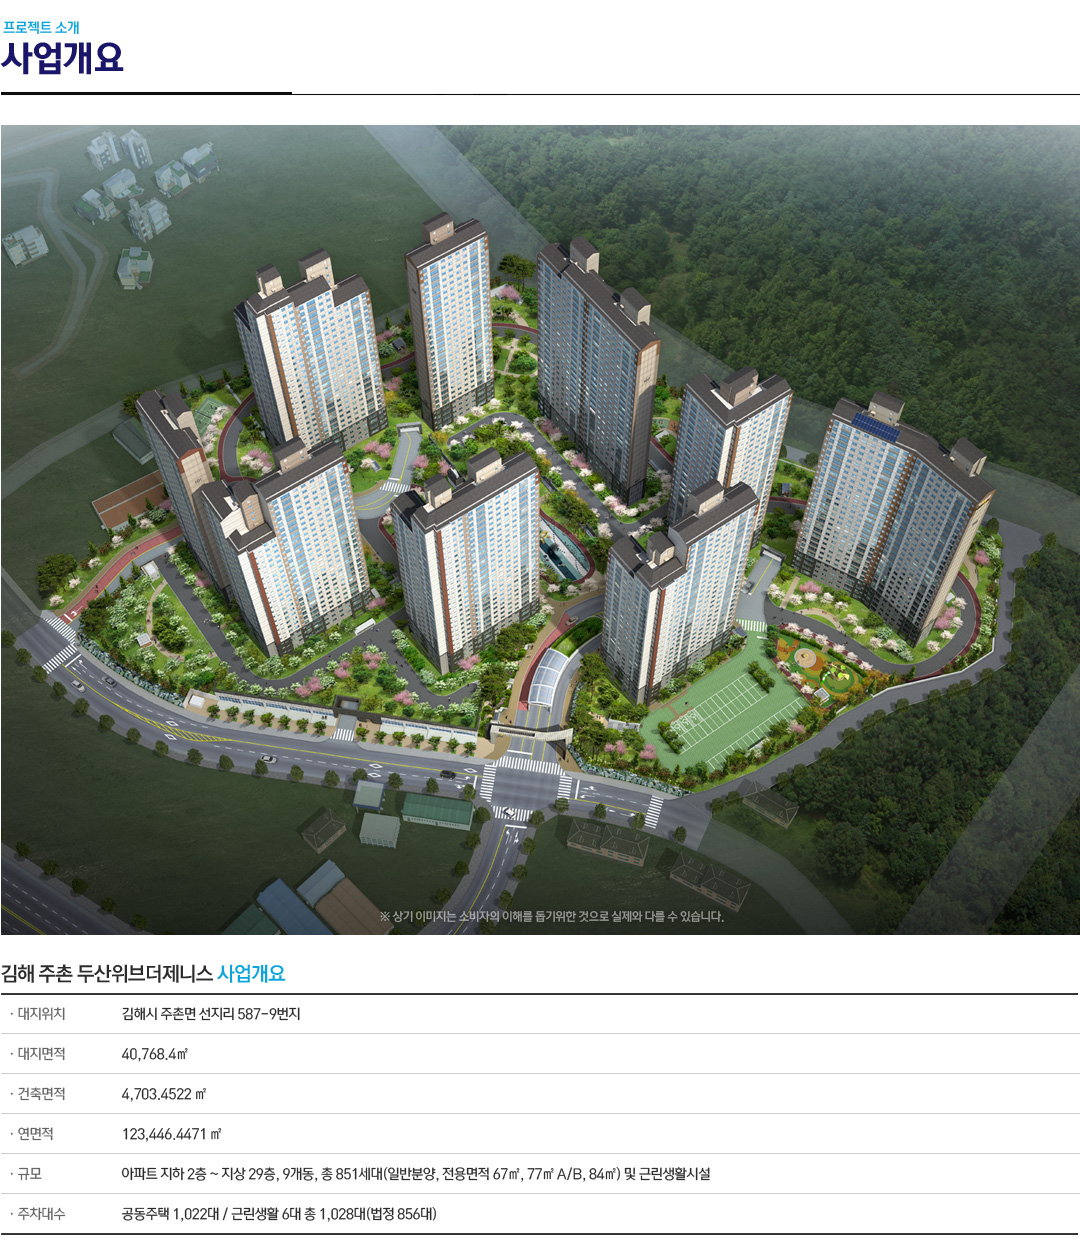 프로젝트 소개
사업개요
※ 상기 이미지는 소비자의 이해를 돕기위한 것으로 실제와 다를 수 있습니다.
김해 주촌 두산위브더제니스 사업개요
· 대지위치 김해시 주촌면 선지리 587-9번지
· 대지면적 40,768.4㎡
· 건축면적 4,703.4522 ㎡
· 연면적 123,446.4471 ㎡
· 규모 아파트 지하 2층 ~ 지상 29층, 9개동, 총 851세대(일반분양, 전용면적 67㎡, 77㎡ A/B, 84㎡) 및 근린생활시설
· 주차대수 공동주택 1,022대 / 근린생활 6대 총 1,028대(법정 856대)